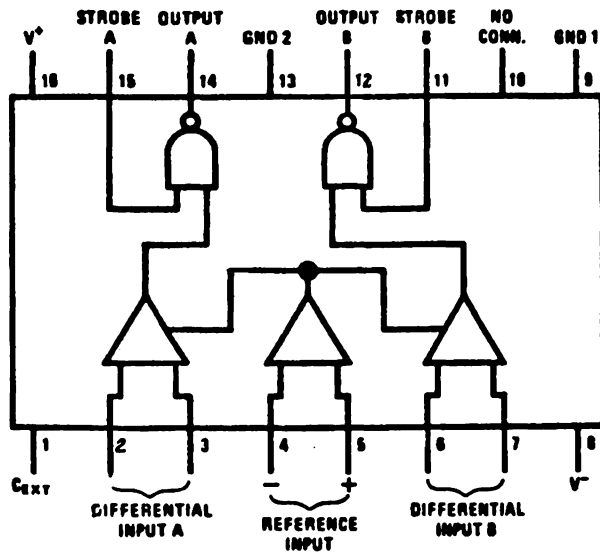 V+
STROBE A
OUTPUT A
GND 2
OUTPUT B
STROBE B
NO CONN.
GND 1
16
15
14
13
12
11
10
9
1
2
3
4
5
6
7
8
CEXT
DIFFERENTIAL INPUT A
−
+
REFERENCE INPUT
DIFFERENTIAL INPUT B
V−